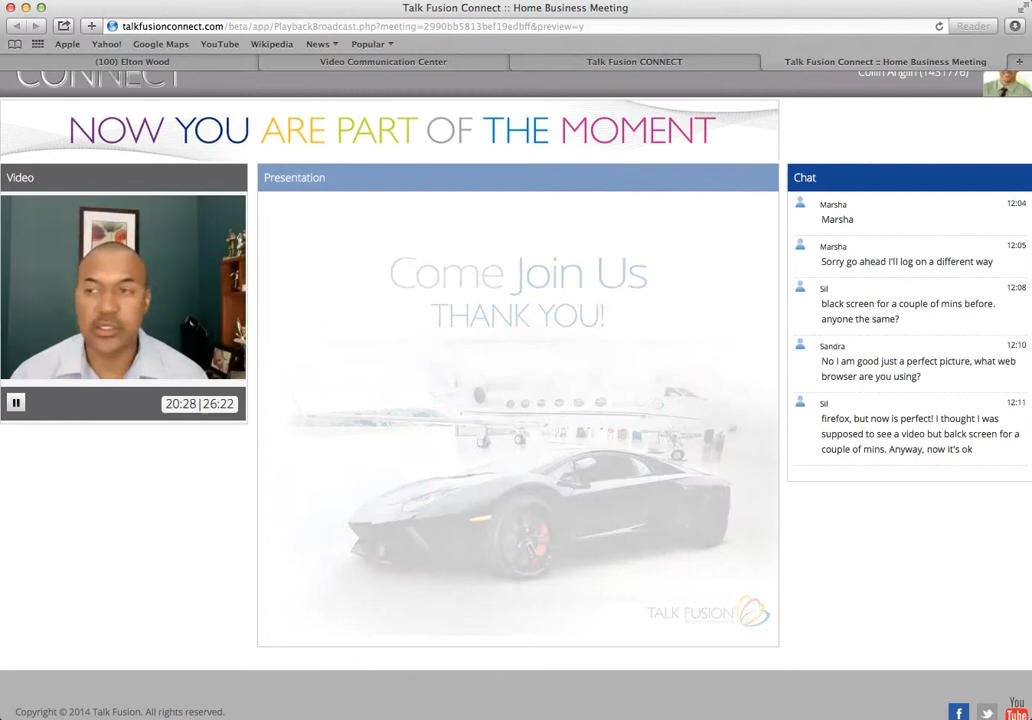 Talk Fusion Connect :: Home Business Meeting
talkfusionconnect.com/beta/app/PlaybackBroadcast.php?meeting=2990bb5813bef19edbff&preview=y
Reader
Apple Yahoo! Google Maps YouTube Wikipedia News Popular
(100) Elton Wood
Video Communication Center
Talk Fusion CONNECT
Talk Fusion Connect :: Home Business Meeting
CONNECT
Collin Angin (1431776)
NOW YOU ARE PART OF THE MOMENT
Video
20:28|26:22
Presentation
Come Join Us
THANK YOU!
TALK FUSION
Chat
Marsha 12:04
Marsha
Marsha 12:05
Sorry go ahead I'll log on a different way
Sil 12:08
black screen for a couple of mins before.
anyone the same?
Sandra 12:10
No I am good just a perfect picture, what web
browser are you using?
Sil 12:11
firefox, but now is perfect! I thought I was
supposed to see a video but balck screen for a
couple of mins. Anyway, now it's ok
Copyright © 2014 Talk Fusion. All rights reserved.
You
Tube